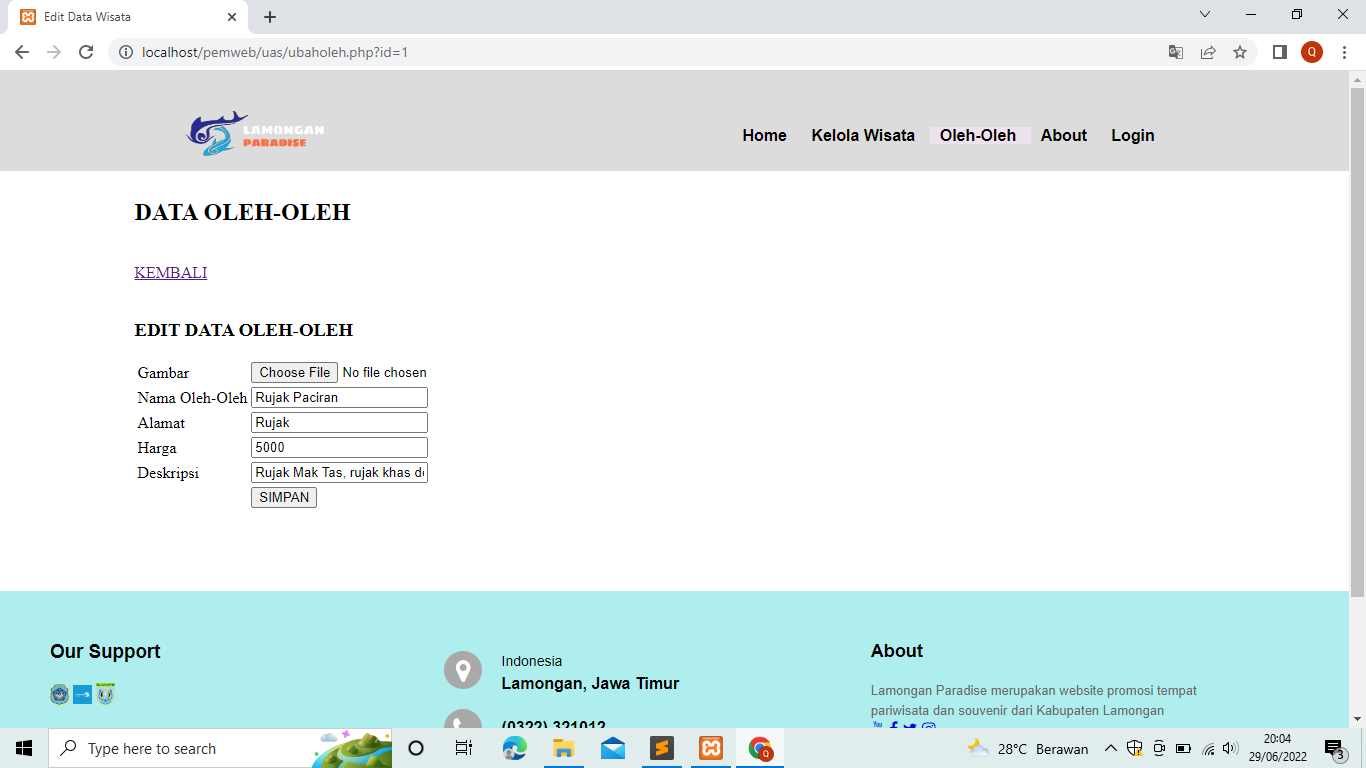 Edit Data Wisata
localhost/pemweb/uas/ubaholeh.php?id=1
Q
LAMONGAN
PARADISE
Home Kelola Wisata Oleh-Oleh About Login
DATA OLEH-OLEH
KEMBALI
EDIT DATA OLEH-OLEH
Gambar Choose File No file chosen
Nama Oleh-Oleh Rujak Paciran
Alamat Rujak
Harga 5000
Deskripsi Rujak Mak Tas, rujak khas
SIMPAN
Our Support
Indonesia
Lamongan, Jawa Timur
(0322) 321012
About
Lamongan Paradise merupakan website promosi tempat
pariwisata dan souvenir dari Kabupaten Lamongan
Type here to search
28°C Berawan
20:04
29/06/2022
3